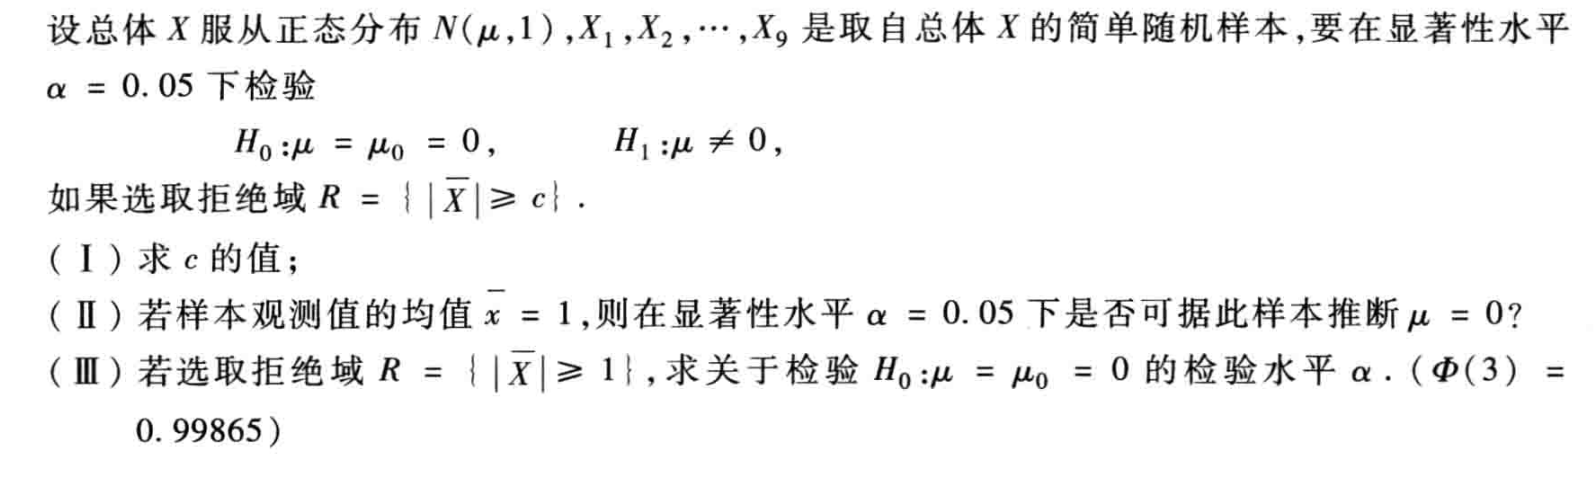 设总体 X 服从正态分布 N(μ,1),X₁,X₂,⋯,X₉ 是取自总体 X 的简单随机样本,要在显著性水平
α = 0.05 下检验
H₀:μ = μ₀ = 0, H₁:μ ≠ 0,
如果选取拒绝域 R = {|X̅|≥ c}.
(Ⅰ)求 c 的值;
(Ⅱ)若样本观测值的均值 x̅ = 1,则在显著性水平 α = 0.05 下是否可据此样本推断 μ = 0?
(Ⅲ)若选取拒绝域 R = {|X̅|≥ 1},求关于检验 H₀:μ = μ₀ = 0 的检验水平 α.(Φ(3) =
0.99865)